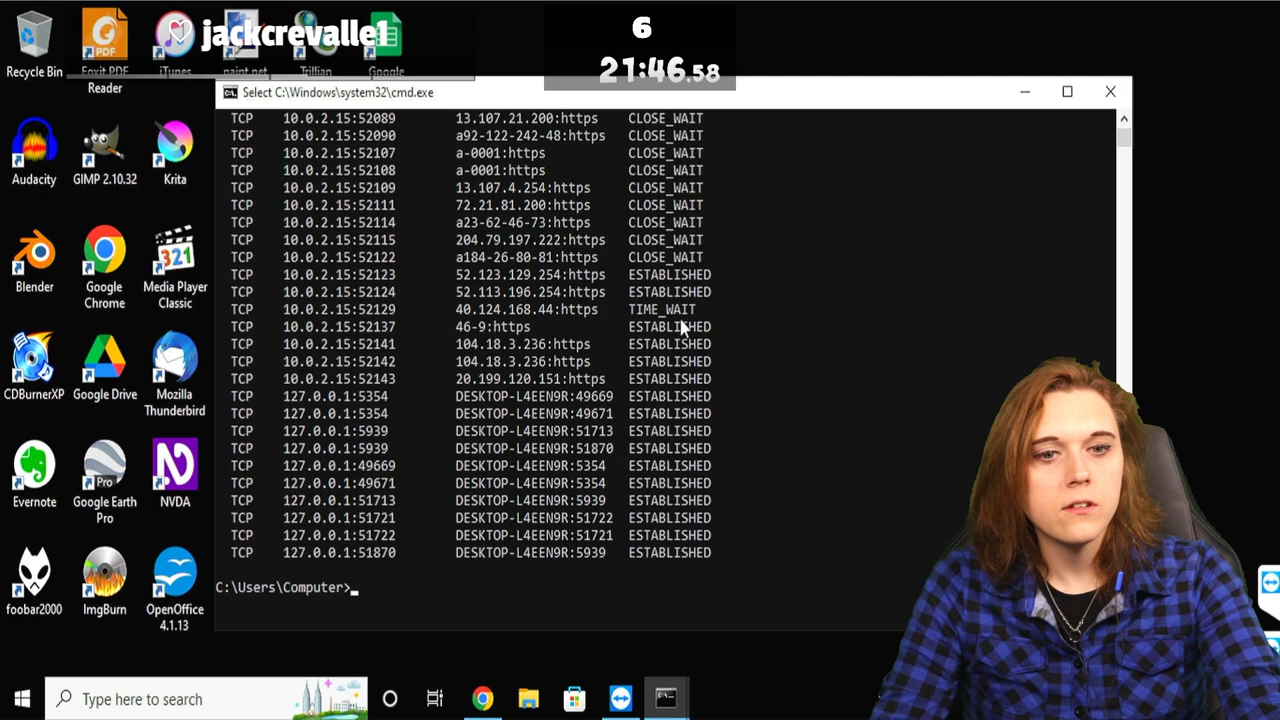 jackcrevalle1
6
21:46.58
Recycle Bin
Foxit PDF
Reader
iTunes
paint.net
Trillian
Google
Select C:\Windows\system32\cmd.exe
TCP 10.0.2.15:52089 13.107.21.200:https CLOSE_WAIT
TCP 10.0.2.15:52090 a92-122-242-48:https CLOSE_WAIT
TCP 10.0.2.15:52107 a-0001:https CLOSE_WAIT
TCP 10.0.2.15:52108 a-0001:https CLOSE_WAIT
TCP 10.0.2.15:52109 13.107.4.254:https CLOSE_WAIT
TCP 10.0.2.15:52111 72.21.81.200:https CLOSE_WAIT
TCP 10.0.2.15:52114 a23-62-46-73:https CLOSE_WAIT
TCP 10.0.2.15:52115 204.79.197.222:https CLOSE_WAIT
TCP 10.0.2.15:52122 a184-26-80-81:https CLOSE_WAIT
TCP 10.0.2.15:52123 52.123.129.254:https ESTABLISHED
TCP 10.0.2.15:52124 52.113.196.254:https ESTABLISHED
TCP 10.0.2.15:52129 40.124.168.44:https TIME_WAIT
TCP 10.0.2.15:52137 46-9:https ESTABLISHED
TCP 10.0.2.15:52141 104.18.3.236:https ESTABLISHED
TCP 10.0.2.15:52142 104.18.3.236:https ESTABLISHED
TCP 10.0.2.15:52143 20.199.120.151:https ESTABLISHED
TCP 127.0.0.1:5354 DESKTOP-L4EEN9R:49669 ESTABLISHED
TCP 127.0.0.1:5354 DESKTOP-L4EEN9R:49671 ESTABLISHED
TCP 127.0.0.1:5939 DESKTOP-L4EEN9R:51713 ESTABLISHED
TCP 127.0.0.1:5939 DESKTOP-L4EEN9R:51870 ESTABLISHED
TCP 127.0.0.1:49669 DESKTOP-L4EEN9R:5354 ESTABLISHED
TCP 127.0.0.1:49671 DESKTOP-L4EEN9R:5354 ESTABLISHED
TCP 127.0.0.1:51713 DESKTOP-L4EEN9R:5939 ESTABLISHED
TCP 127.0.0.1:51721 DESKTOP-L4EEN9R:51722 ESTABLISHED
TCP 127.0.0.1:51722 DESKTOP-L4EEN9R:51721 ESTABLISHED
TCP 127.0.0.1:51870 DESKTOP-L4EEN9R:5939 ESTABLISHED
C:\Users\Computer>
Audacity
GIMP 2.10.32
Krita
Blender
Google
Chrome
321
Media Player
Classic
CDBurnerXP
Google Drive
Mozilla
Thunderbird
Evernote
Pro
Google Earth
Pro
NVDA
foobar2000
ImgBurn
OpenOffice
4.1.13
Type here to search